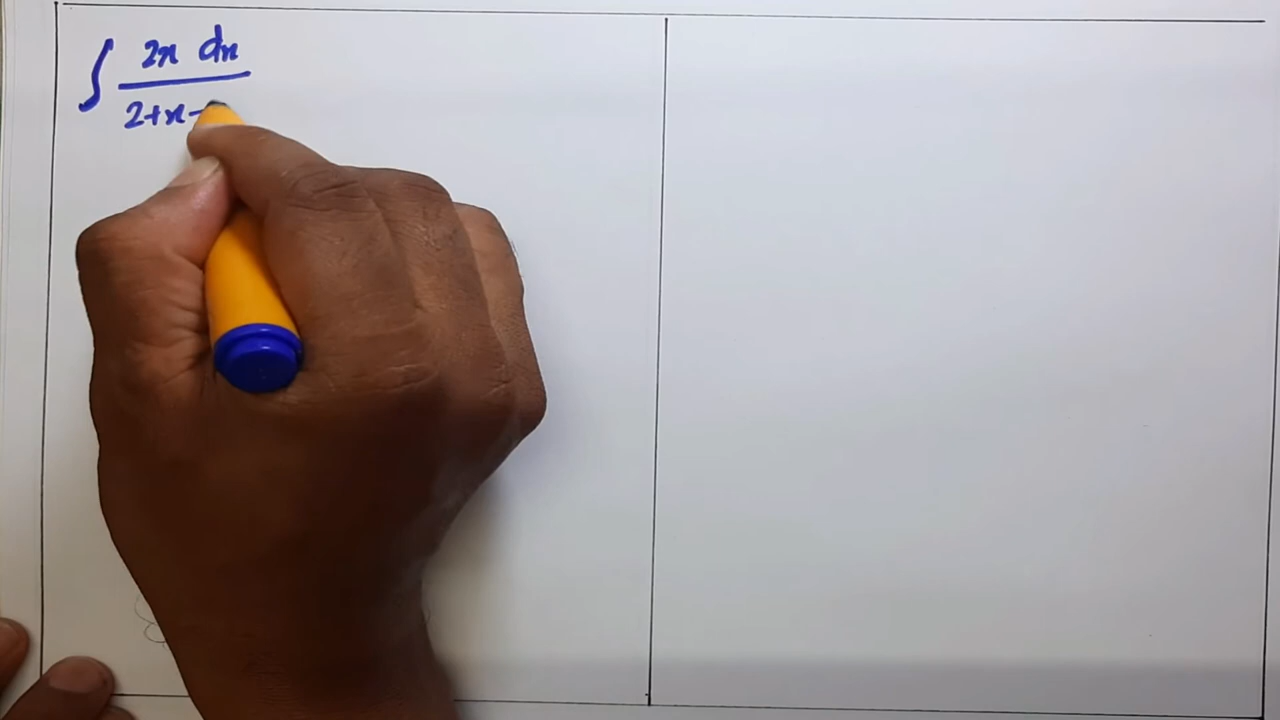 ∫ 2x dx
2+x-